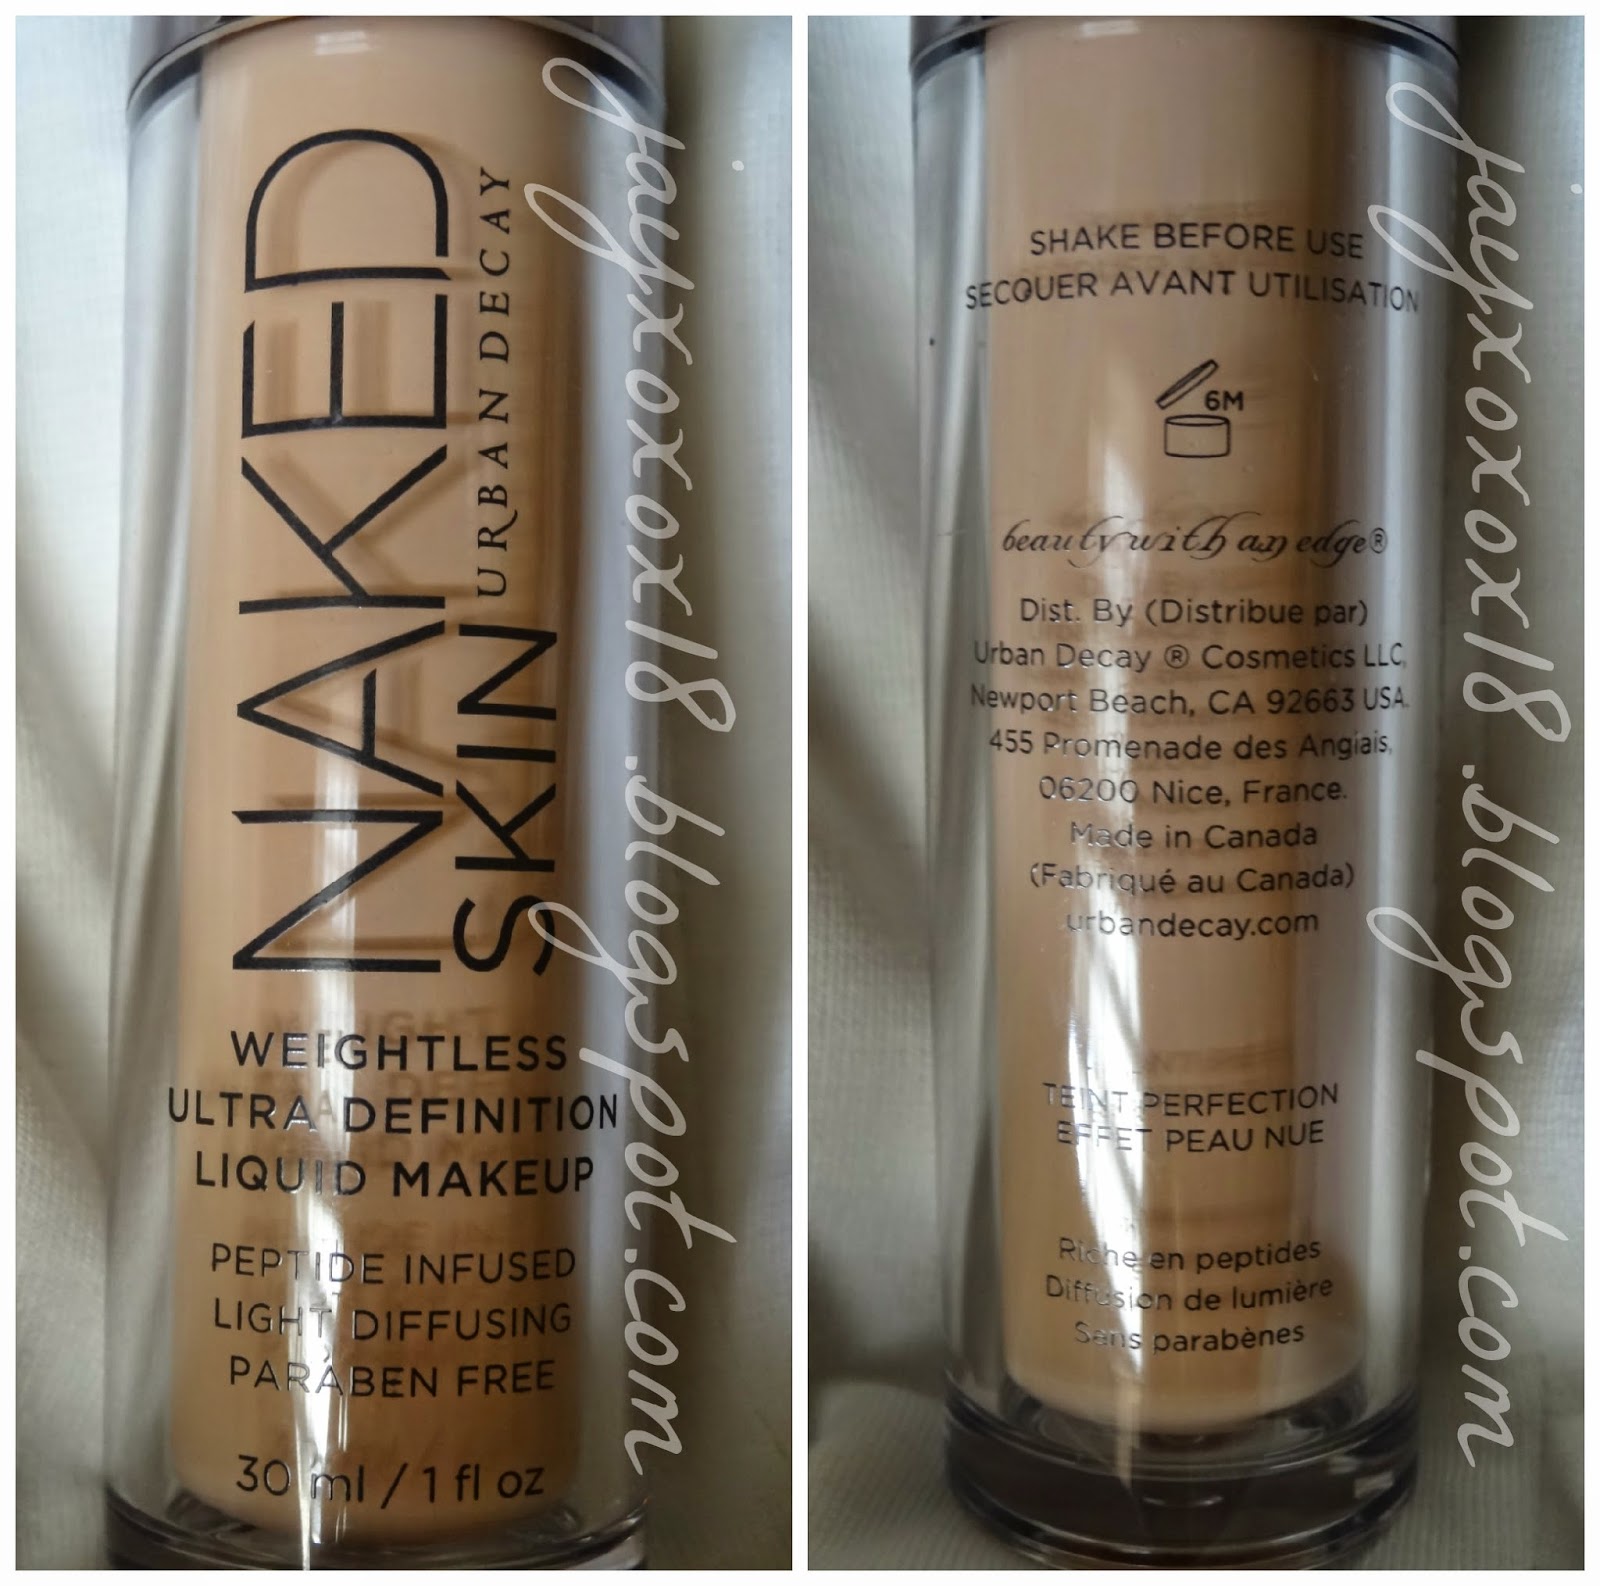 NAKED
SKIN URBAN DECAY
WEIGHTLESS
ULTRA DEFINITION
LIQUID MAKEUP
PEPTIDE INFUSED
LIGHT DIFFUSING
PARABEN FREE
30 ml / 1 fl oz
jayxoxox18.blogspot.com
SHAKE BEFORE USE
SECOUER AVANT UTILISATION
6M
beauty with an edge®
Dist. By (Distribue par)
Urban Decay ® Cosmetics LLC,
Newport Beach, CA 92663 USA.
455 Promenade des Angiais,
06200 Nice, France.
Made in Canada
(Fabriqué au Canada)
urbandecay.com
TEINT PERFECTION
EFFET PEAU NUE
Riche en peptides
Diffusion de lumière
Sans parabènes
jayxoxox18.blogspot.com